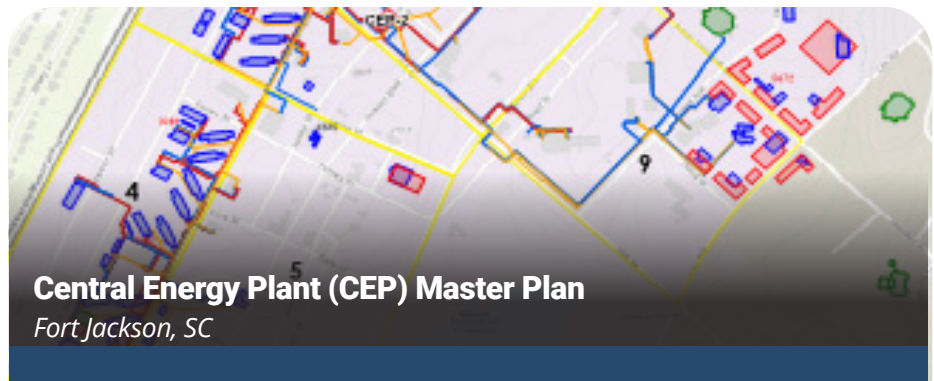 CEP-2
4
9
5
Central Energy Plant (CEP) Master Plan
Fort Jackson, SC